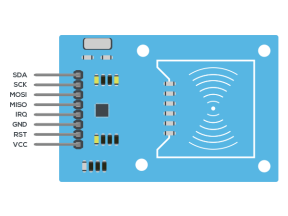 SDA
SCK
MOSI
MISO
IRQ
GND
RST
VCC